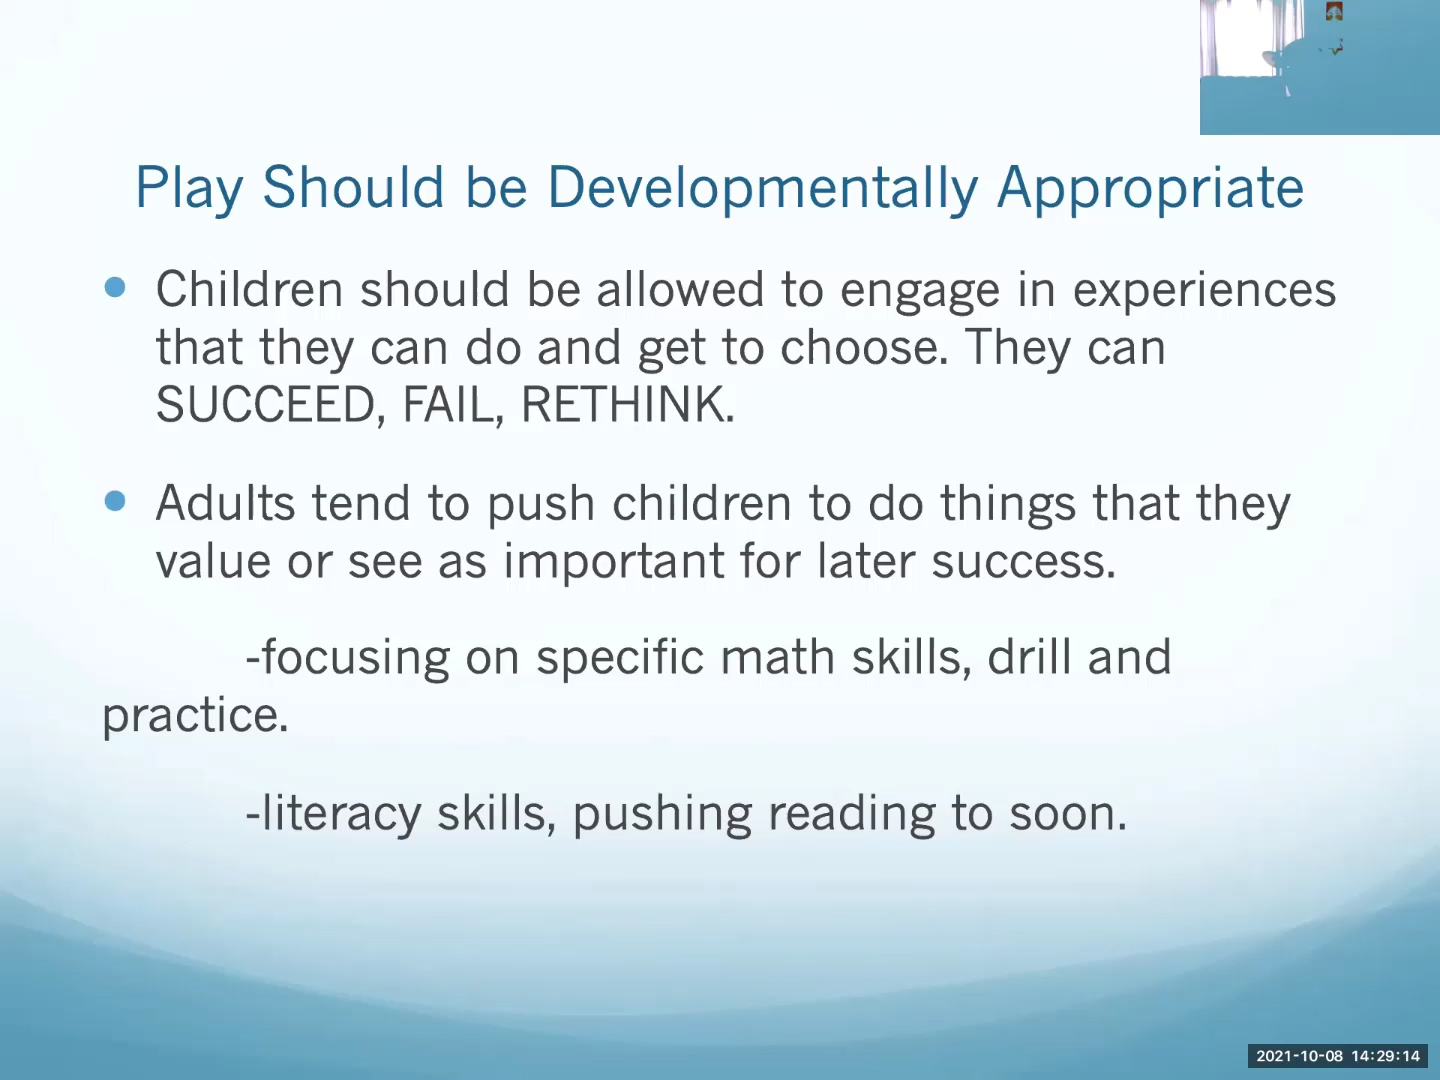 Play Should be Developmentally Appropriate
• Children should be allowed to engage in experiences
that they can do and get to choose. They can
SUCCEED, FAIL, RETHINK.
• Adults tend to push children to do things that they
value or see as important for later success.
-focusing on specific math skills, drill and
practice.
-literacy skills, pushing reading to soon.
2021-10-08 14:29:14